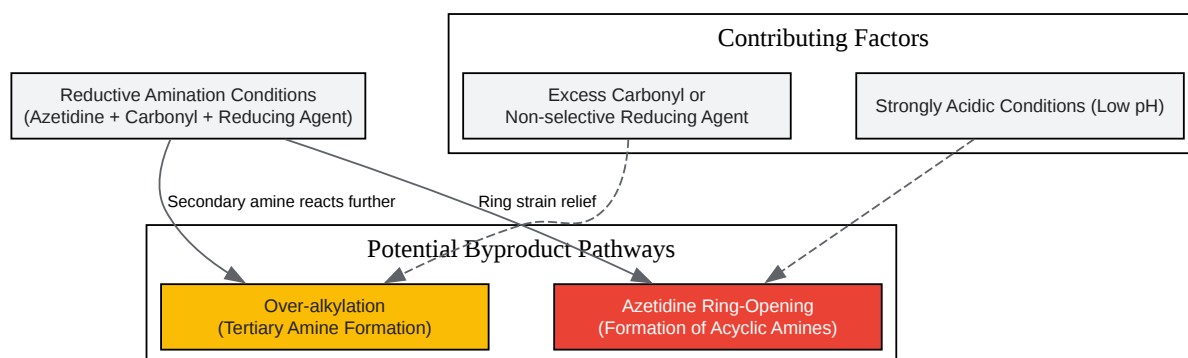 Contributing Factors
Reductive Amination Conditions
(Azetidine + Carbonyl + Reducing Agent)
Excess Carbonyl or
Non-selective Reducing Agent
Strongly Acidic Conditions (Low pH)
Secondary amine reacts further
Ring strain relief
Potential Byproduct Pathways
Over-alkylation
(Tertiary Amine Formation)
Azetidine Ring-Opening
(Formation of Acyclic Amines)